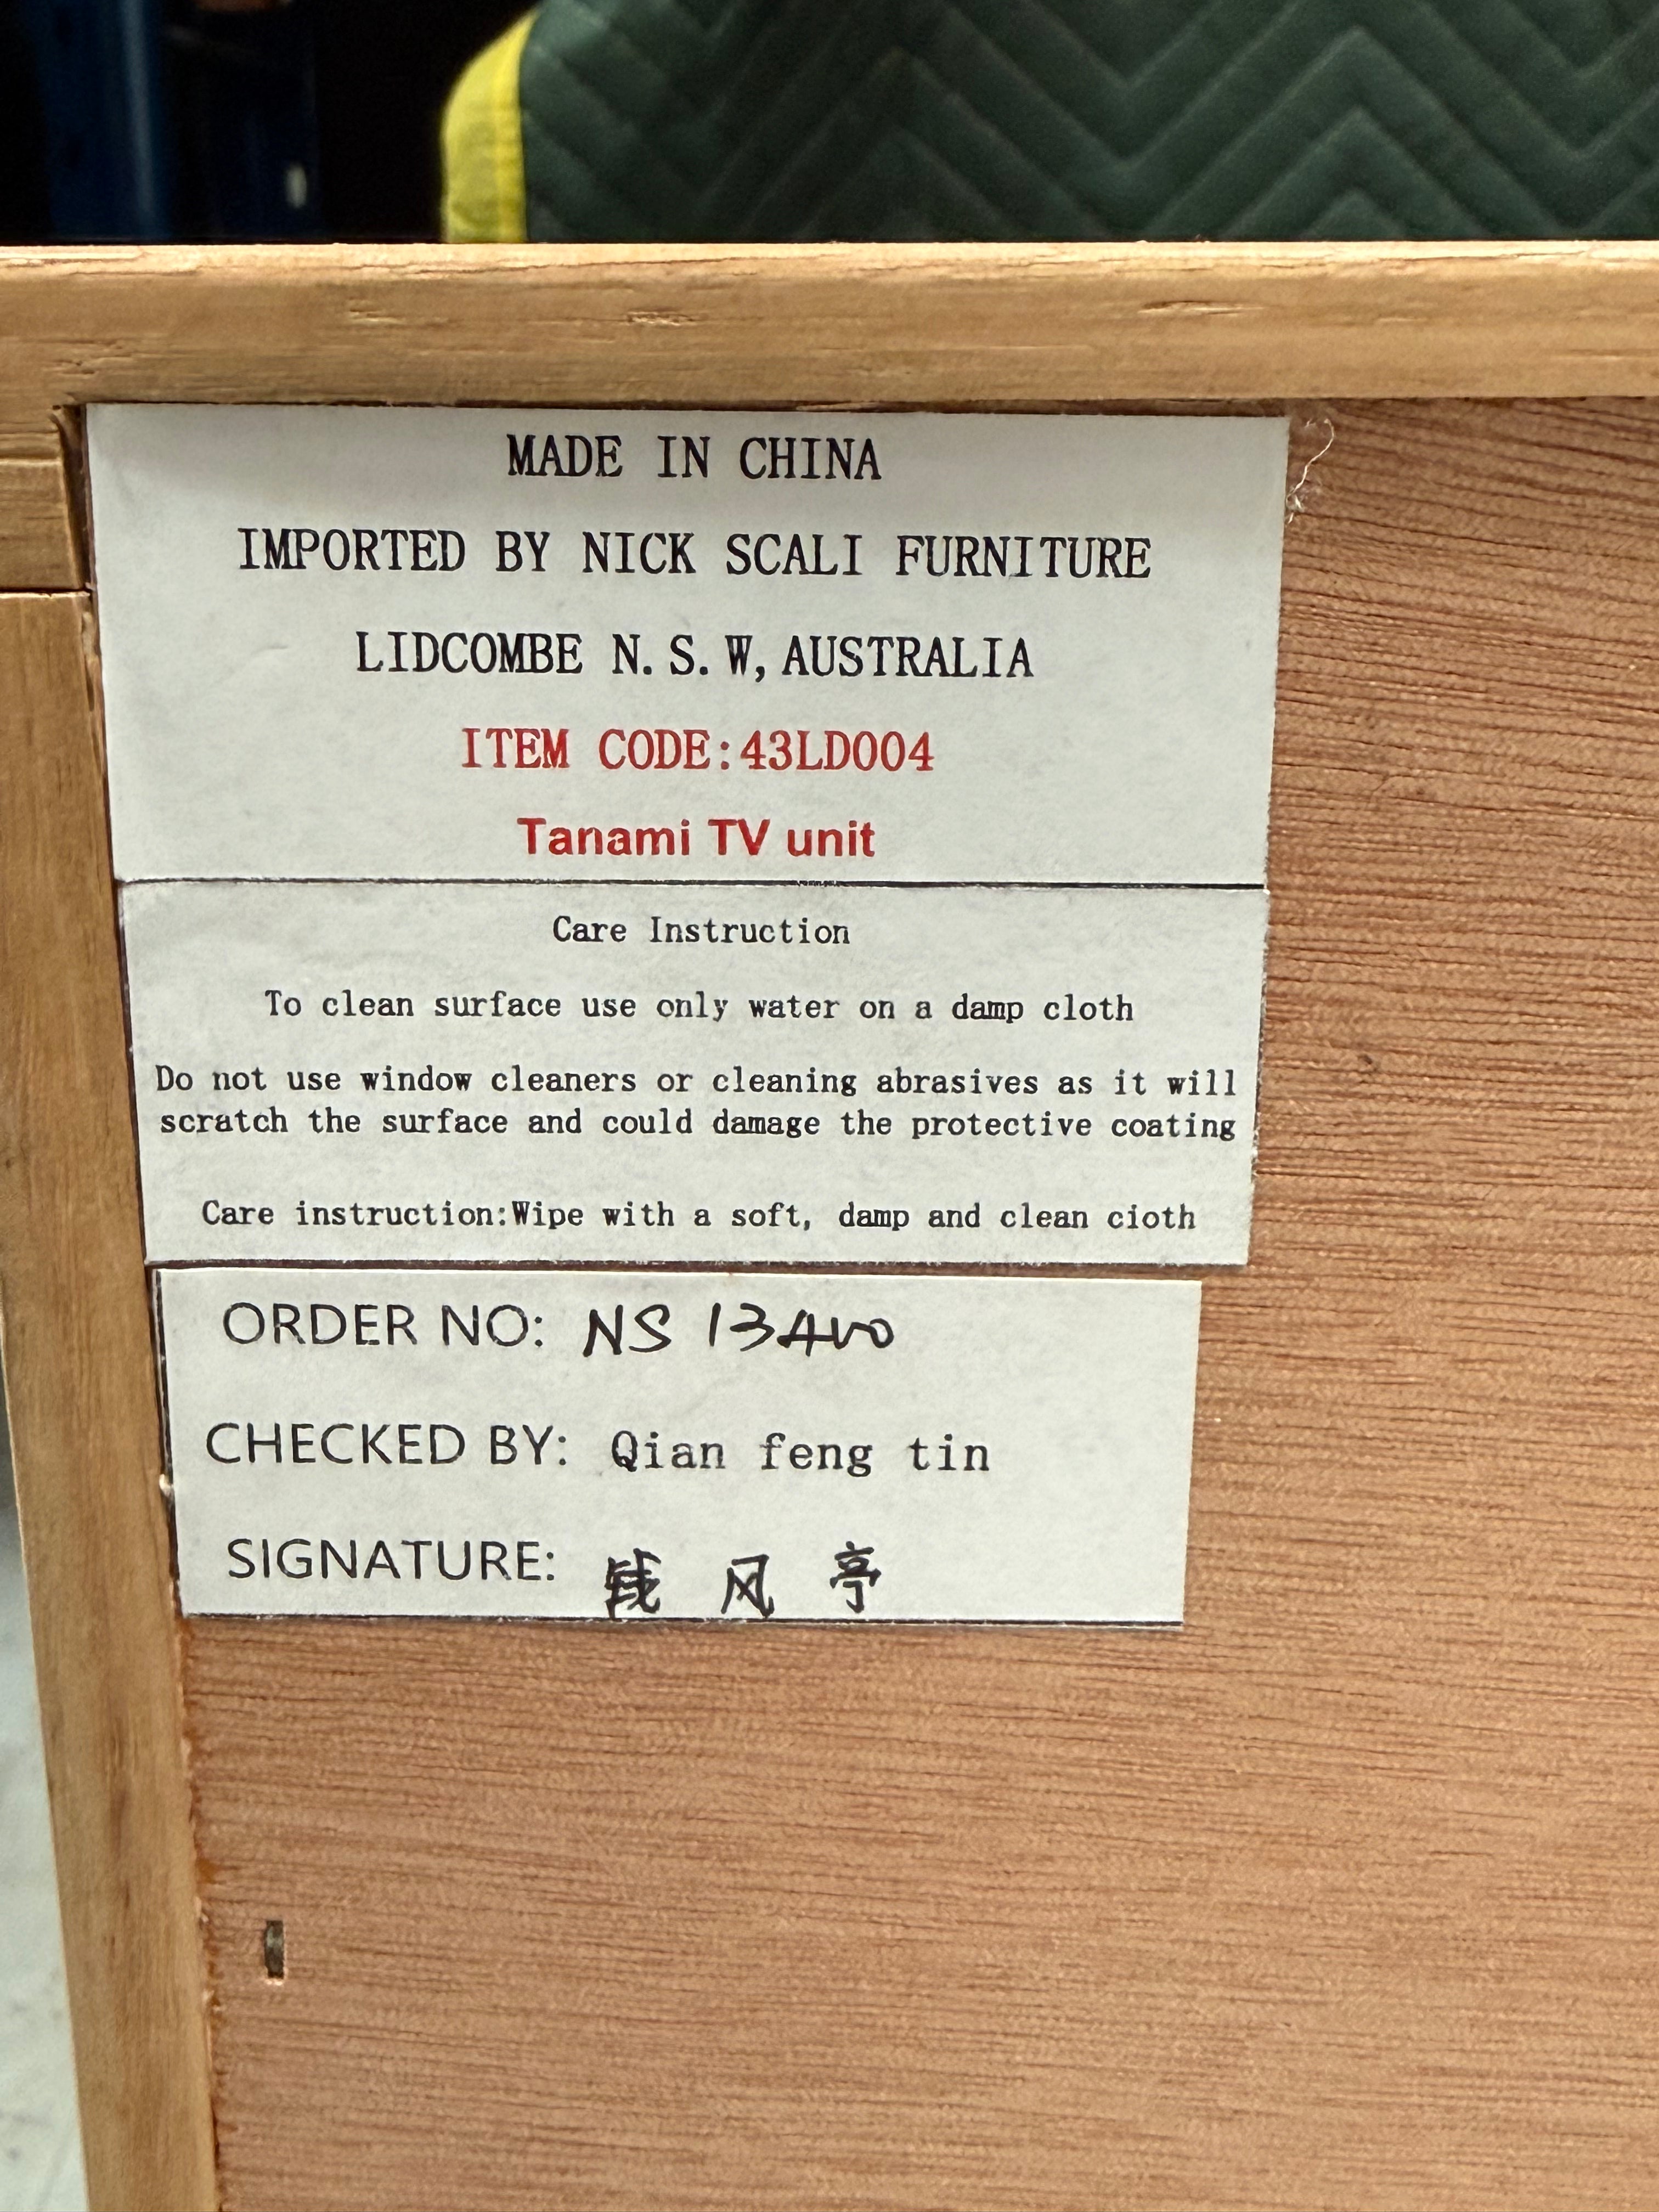 MADE IN CHINA
IMPORTED BY NICK SCALI FURNITURE
LIDCOMBE N.S.W, AUSTRALIA
ITEM CODE:43LD004
Tanami TV unit
Care Instruction
To clean surface use only water on a damp cloth
Do not use window cleaners or cleaning abrasives as it will
scratch the surface and could damage the protective coating
Care instruction:Wipe with a soft, damp and clean cioth
ORDER NO: NS
CHECKED BY: Qian feng tin
SIGNATURE: 钱 风 亭